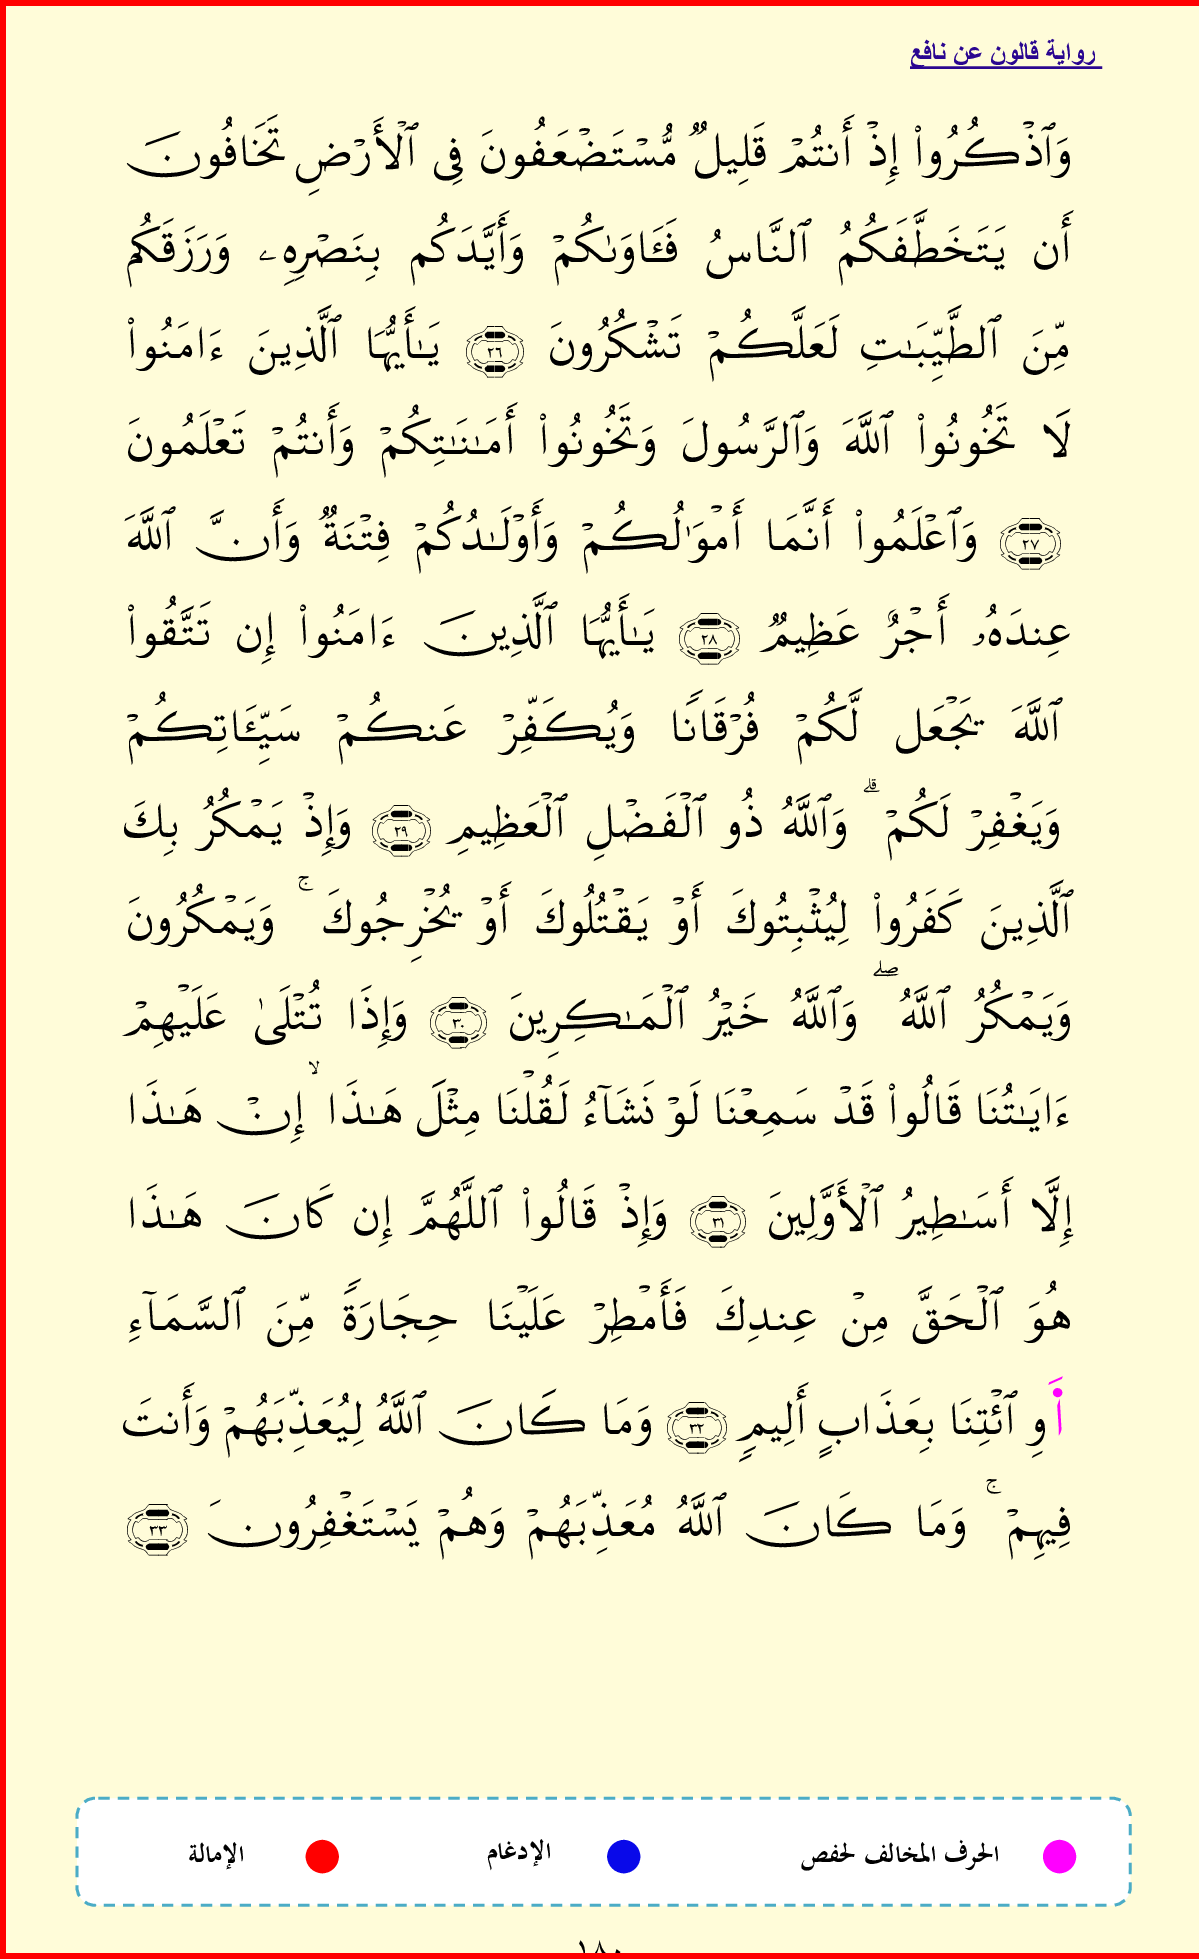 رواية قالون عن نافع
وَٱذْكُرُوا۟ إِذْ أَنتُمْ قَلِيلٌ مُّسْتَضْعَفُونَ فِى ٱلْأَرْضِ تَخَافُونَ
أَن يَتَخَطَّفَكُمُ ٱلنَّاسُ فَـَٔاوَىٰكُمْ وَأَيَّدَكُم بِنَصْرِهِۦ وَرَزَقَكُم
مِّنَ ٱلطَّيِّبَـٰتِ لَعَلَّكُمْ تَشْكُرُونَ ٢٦ يَـٰٓأَيُّهَا ٱلَّذِينَ ءَامَنُوا۟
لَا تَخُونُوا۟ ٱللَّهَ وَٱلرَّسُولَ وَتَخُونُوٓا۟ أَمَـٰنَـٰتِكُمْ وَأَنتُمْ تَعْلَمُونَ
٢٧ وَٱعْلَمُوٓا۟ أَنَّمَآ أَمْوَٰلُكُمْ وَأَوْلَـٰدُكُمْ فِتْنَةٌ وَأَنَّ ٱللَّهَ
عِندَهُۥٓ أَجْرٌ عَظِيمٌ ٢٨ يَـٰٓأَيُّهَا ٱلَّذِينَ ءَامَنُوٓا۟ إِن تَتَّقُوا۟
ٱللَّهَ يَجْعَل لَّكُمْ فُرْقَانًا وَيُكَفِّرْ عَنكُمْ سَيِّـَٔاتِكُمْ
وَيَغْفِرْ لَكُمْ ۗ وَٱللَّهُ ذُو ٱلْفَضْلِ ٱلْعَظِيمِ ٢٩ وَإِذْ يَمْكُرُ بِكَ
ٱلَّذِينَ كَفَرُوا۟ لِيُثْبِتُوكَ أَوْ يَقْتُلُوكَ أَوْ يُخْرِجُوكَ ۚ وَيَمْكُرُونَ
وَيَمْكُرُ ٱللَّهُ ۖ وَٱللَّهُ خَيْرُ ٱلْمَـٰكِرِينَ ٣٠ وَإِذَا تُتْلَىٰ عَلَيْهِمْ
ءَايَـٰتُنَا قَالُوا۟ قَدْ سَمِعْنَا لَوْ نَشَآءُ لَقُلْنَا مِثْلَ هَـٰذَا ۙ إِنْ هَـٰذَا
إِلَّا أَسَـٰطِيرُ ٱلْأَوَّلِينَ ٣١ وَإِذْ قَالُوا۟ ٱللَّهُمَّ إِن كَانَ هَـٰذَا
هُوَ ٱلْحَقَّ مِنْ عِندِكَ فَأَمْطِرْ عَلَيْنَا حِجَارَةً مِّنَ ٱلسَّمَآءِ
أَوِ ٱئْتِنَا بِعَذَابٍ أَلِيمٍ ٣٢ وَمَا كَانَ ٱللَّهُ لِيُعَذِّبَهُمْ وَأَنتَ
فِيهِمْ ۚ وَمَا كَانَ ٱللَّهُ مُعَذِّبَهُمْ وَهُمْ يَسْتَغْفِرُونَ ٣٣
الحرف المخالف لحفص الإدغام الإمالة
١٨٠